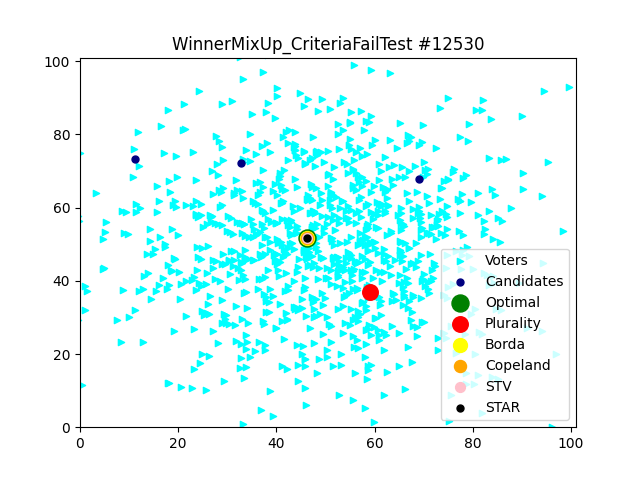 WinnerMixUp_CriteriaFailTest #12530
100
80
60
40
20
0
0 20 40 60 80 100
Voters
Candidates
Optimal
Plurality
Borda
Copeland
STV
STAR